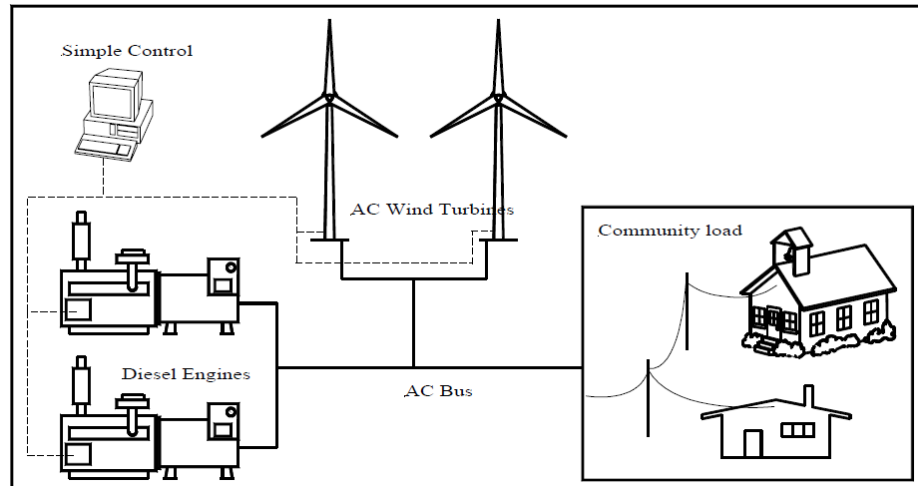 Simple Control
AC Wind Turbines
Community load
Diesel Engines
AC Bus